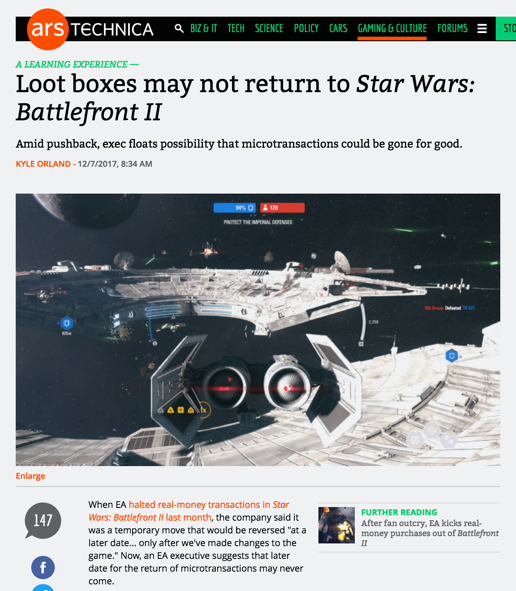 ars TECHNICA
BIZ & IT TECH SCIENCE POLICY CARS GAMING & CULTURE FORUMS
A LEARNING EXPERIENCE —
Loot boxes may not return to Star Wars:
Battlefront II
Amid pushback, exec floats possibility that microtransactions could be gone for good.
KYLE ORLAND - 12/7/2017, 8:34 AM
PROTECT THE IMPERIAL DEFENSES
Enlarge
147
When EA halted real-money transactions in Star
Wars: Battlefront II last month, the company said it
was a temporary move that would be reversed "at a
later date... only after we've made changes to the
game." Now, an EA executive suggests that later
date for the return of microtransactions may never
come.
FURTHER READING
After fan outcry, EA kicks real-
money purchases out of Battlefront
II